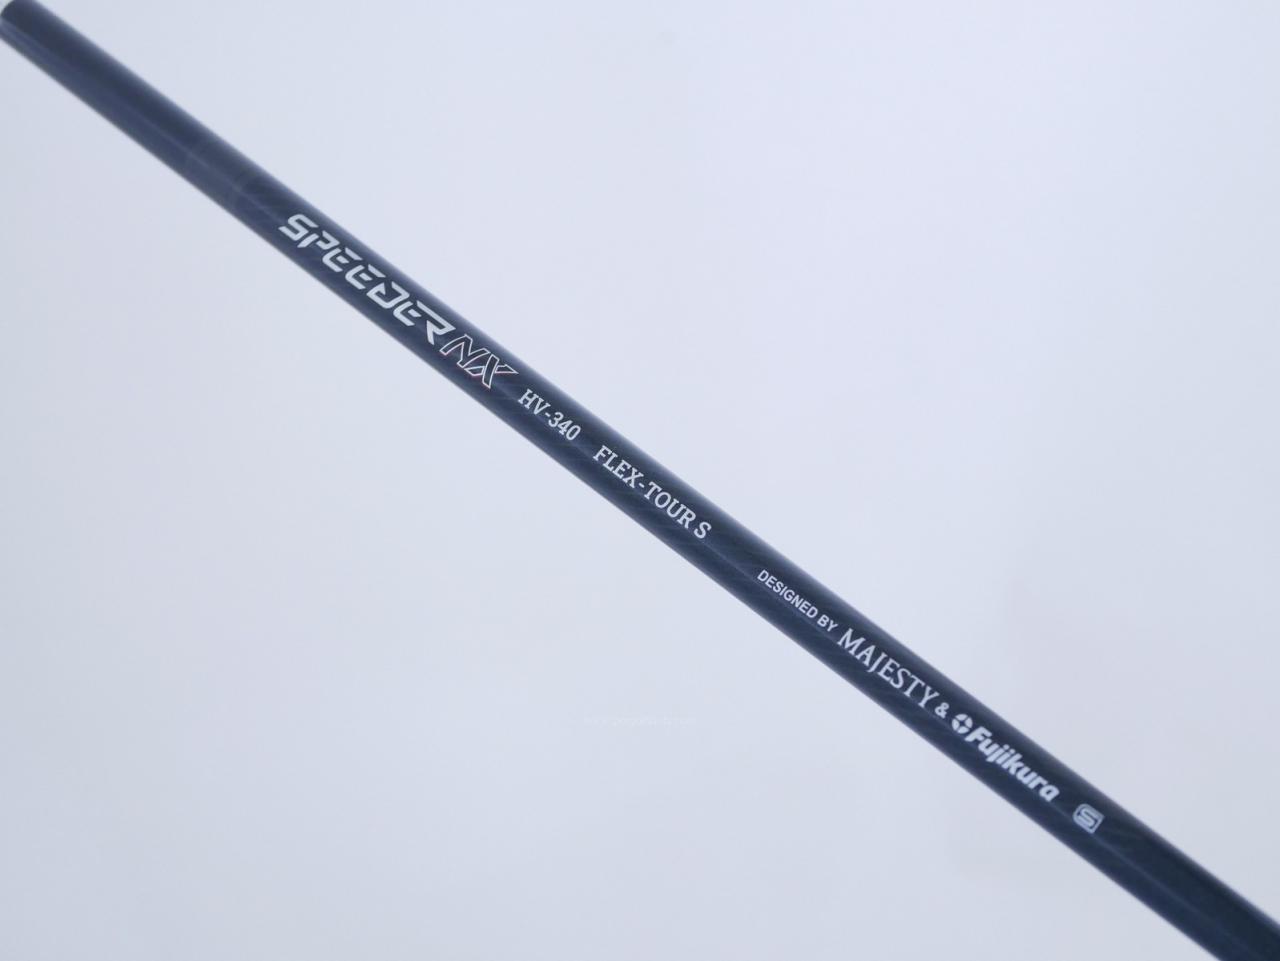 SPEEDER NX HV-340 FLEX-TOUR S DESIGNED BY MAJESTY & Fujikura S